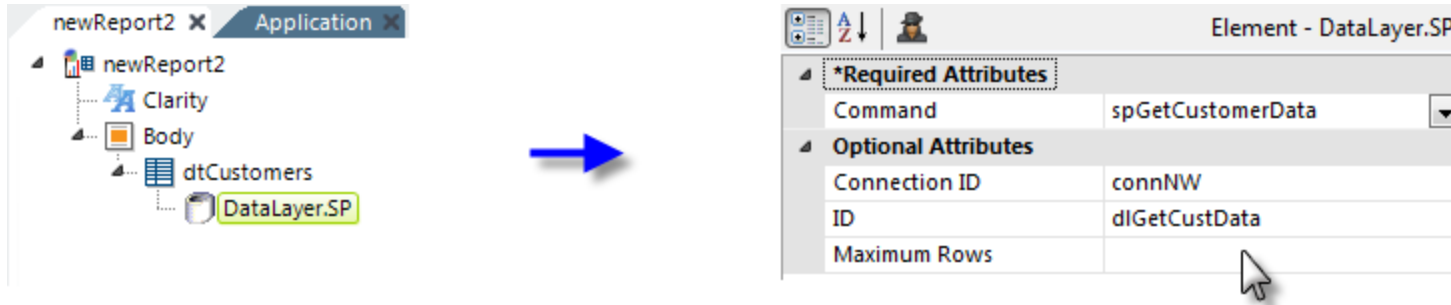 newReport2
Application
newReport2
Clarity
Body
dtCustomers
DataLayer.SP
Element - DataLayer.SP
*Required Attributes
Command spGetCustomerData
Optional Attributes
Connection ID connNW
ID dlGetCustData
Maximum Rows